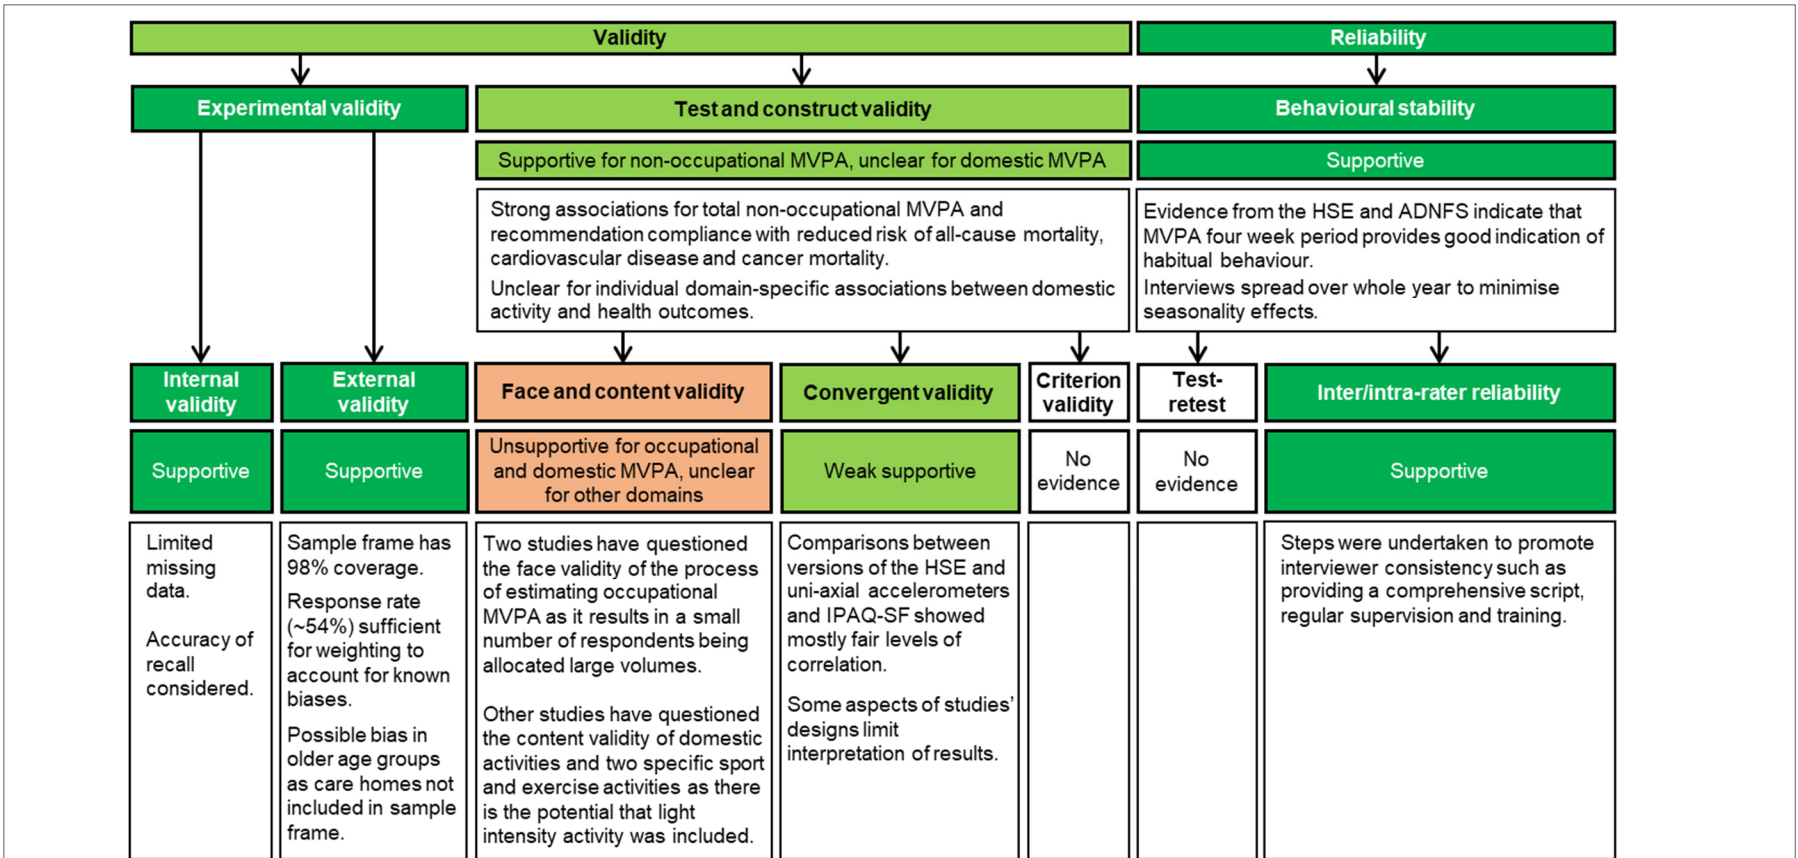 Validity
Reliability
Experimental validity
Test and construct validity
Behavioural stability
Supportive for non-occupational MVPA, unclear for domestic MVPA
Supportive
Strong associations for total non-occupational MVPA and
recommendation compliance with reduced risk of all-cause mortality,
cardiovascular disease and cancer mortality.
Unclear for individual domain-specific associations between domestic
activity and health outcomes.
Evidence from the HSE and ADNFS indicate that
MVPA four week period provides good indication of
habitual behaviour.
Interviews spread over whole year to minimise
seasonality effects.
Internal
validity
External
validity
Face and content validity
Convergent validity
Criterion
validity
Test-
retest
Inter/intra-rater reliability
Supportive
Supportive
Unsupportive for occupational
and domestic MVPA, unclear
for other domains
Weak supportive
No
evidence
No
evidence
Supportive
Limited
missing
data.
Accuracy of
recall
considered.
Sample frame has
98% coverage.
Response rate
(~54%) sufficient
for weighting to
account for known
biases.
Possible bias in
older age groups
as care homes not
included in sample
frame.
Two studies have questioned
the face validity of the process
of estimating occupational
MVPA as it results in a small
number of respondents being
allocated large volumes.
Other studies have questioned
the content validity of domestic
activities and two specific sport
and exercise activities as there
is the potential that light
intensity activity was included.
Comparisons between
versions of the HSE and
uni-axial accelerometers
and IPAQ-SF showed
mostly fair levels of
correlation.
Some aspects of studies’
designs limit
interpretation of results.
Steps were undertaken to promote
interviewer consistency such as
providing a comprehensive script,
regular supervision and training.